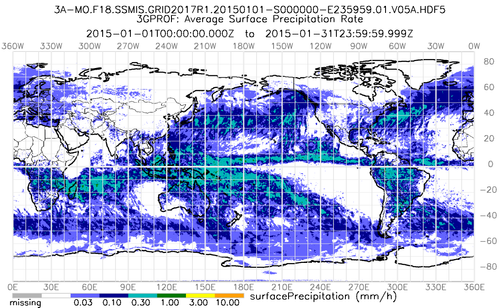 3A-MO.F18.SSMIS.GRID2017R1.20150101-S000000-E235959.01.V05A.HDF5
3GPROF: Average Surface Precipitation Rate
2015-01-01T00:00:00.000Z to 2015-01-31T23:59:59.999Z
360W 330W 300W 270W 240W 210W 180W 150W 120W 90W 60W 30W 0W
80
60
40
20
0
-20
-40
-60
-80
0E 30E 60E 90E 120E 150E 180E 210E 240E 270E 300E 330E 360E
missing 0.03 0.10 0.30 1.00 3.00 10.00 surfacePrecipitation (mm/h)